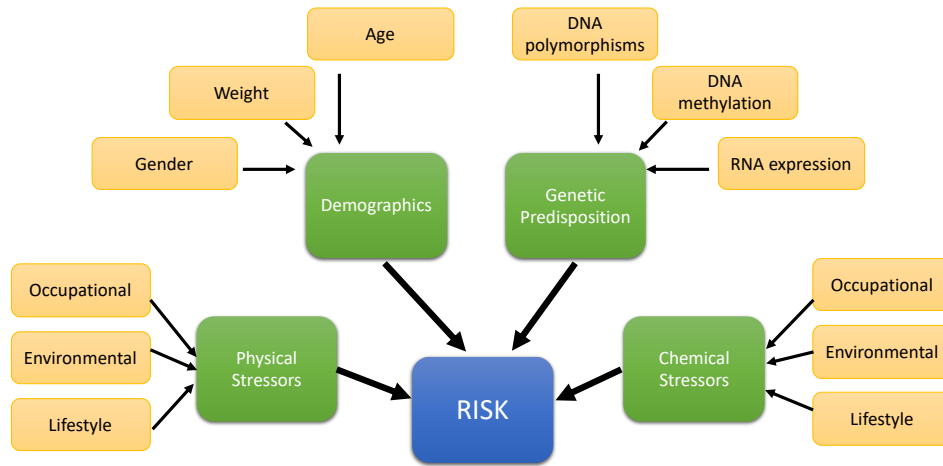 Age
DNA
polymorphisms
Weight
DNA
methylation
Gender
RNA expression
Demographics
Genetic
Predisposition
Occupational
Environmental
Lifestyle
Physical
Stressors
RISK
Chemical
Stressors
Occupational
Environmental
Lifestyle